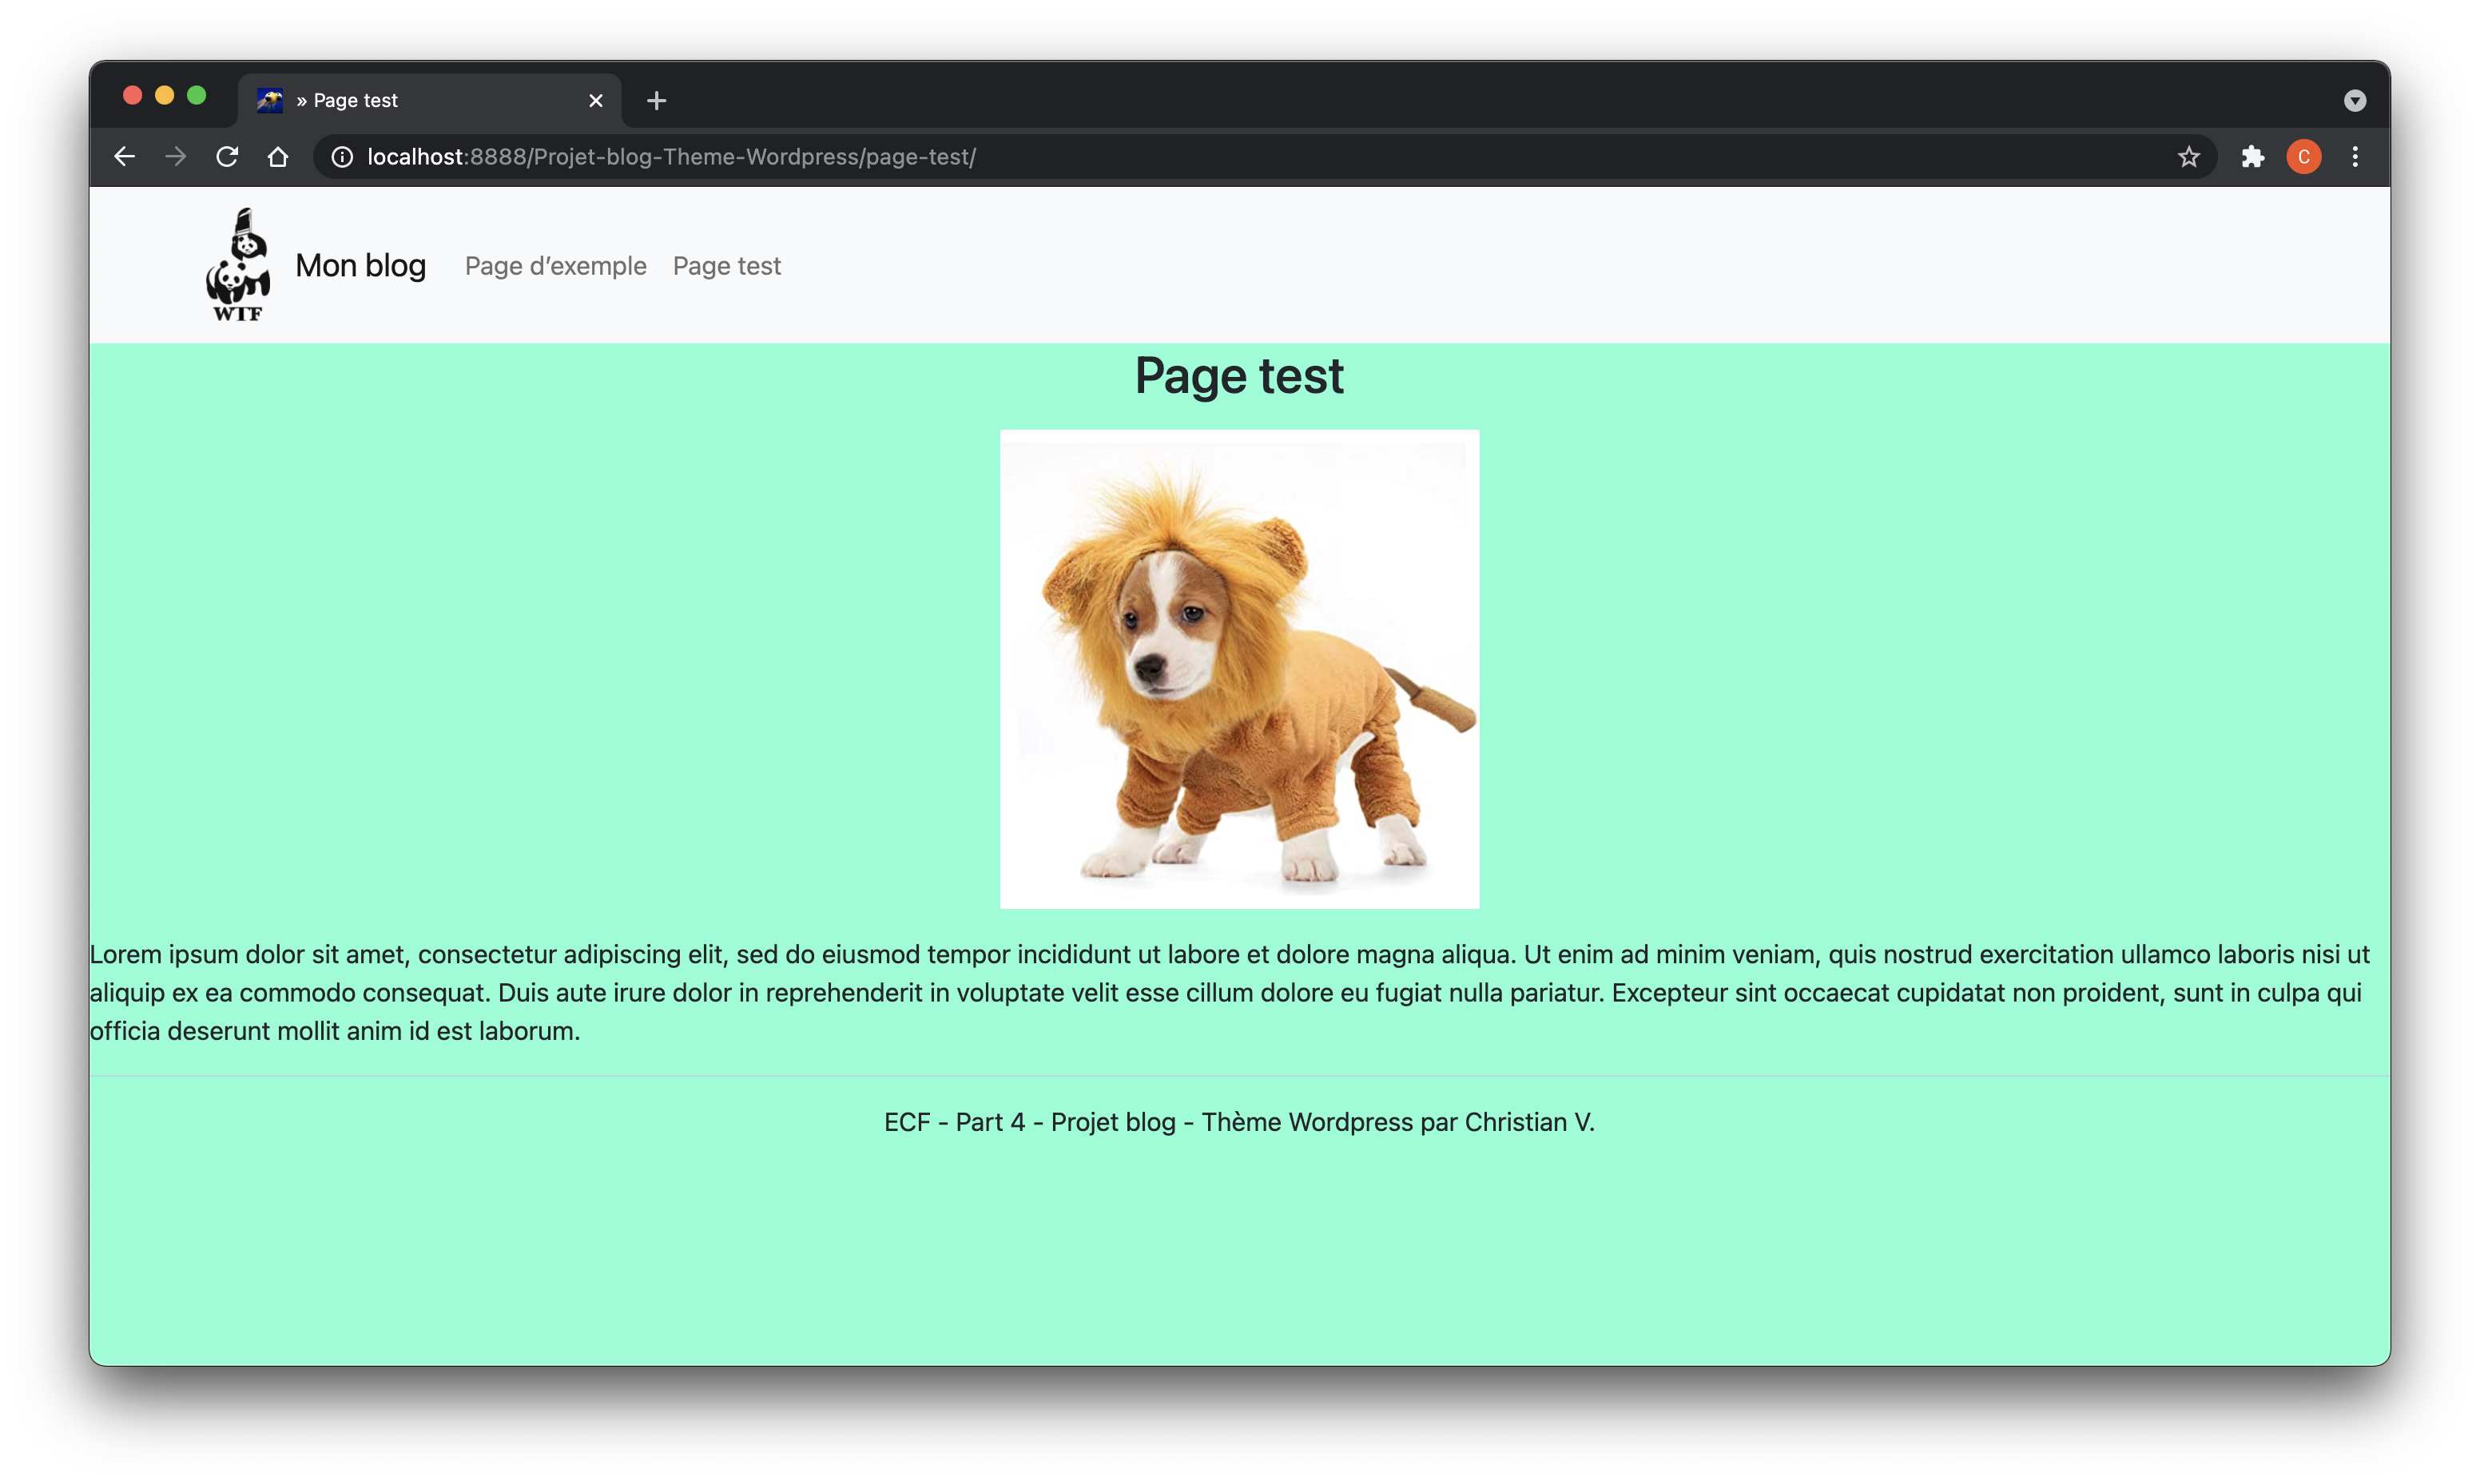 » Page test
localhost:8888/Projet-blog-Theme-Wordpress/page-test/
C
WTF
Mon blog
Page d’exemple
Page test
Page test
Lorem ipsum dolor sit amet, consectetur adipiscing elit, sed do eiusmod tempor incididunt ut labore et dolore magna aliqua. Ut enim ad minim veniam, quis nostrud exercitation ullamco laboris nisi ut
aliquip ex ea commodo consequat. Duis aute irure dolor in reprehenderit in voluptate velit esse cillum dolore eu fugiat nulla pariatur. Excepteur sint occaecat cupidatat non proident, sunt in culpa qui
officia deserunt mollit anim id est laborum.
ECF - Part 4 - Projet blog - Thème Wordpress par Christian V.